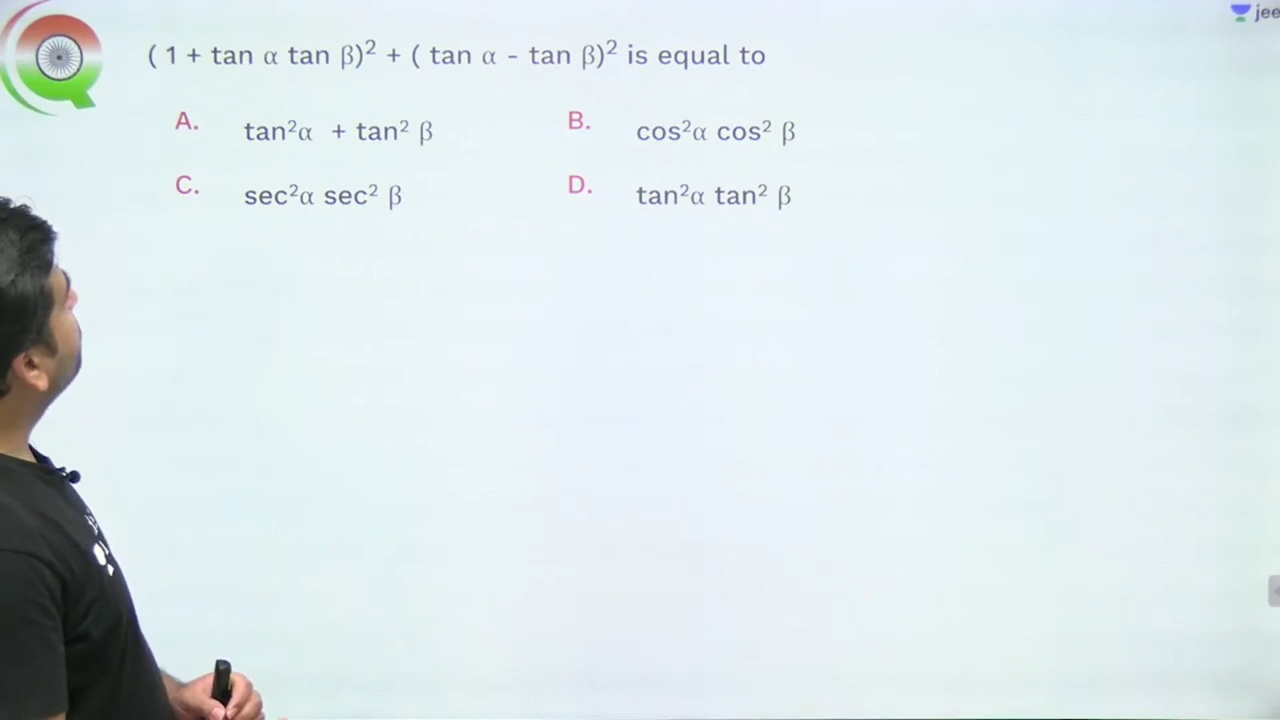 jee
( 1 + tan α tan β)² + ( tan α - tan β)² is equal to
A. tan²α + tan² β B. cos²α cos² β
C. sec²α sec² β D. tan²α tan² β